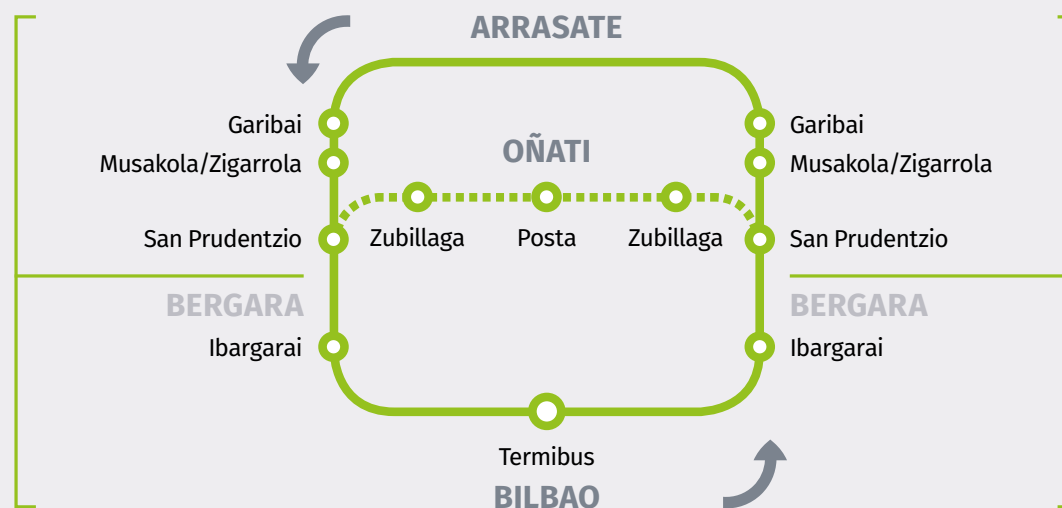 ARRASATE
Garibai
Garibai
Musakola/Zigarrola
Musakola/Zigarrola
OÑATI
San Prudentzio
Zubillaga
Posta
Zubillaga
San Prudentzio
BERGARA
BERGARA
Ibargarai
Ibargarai
Termibus
BILBAO